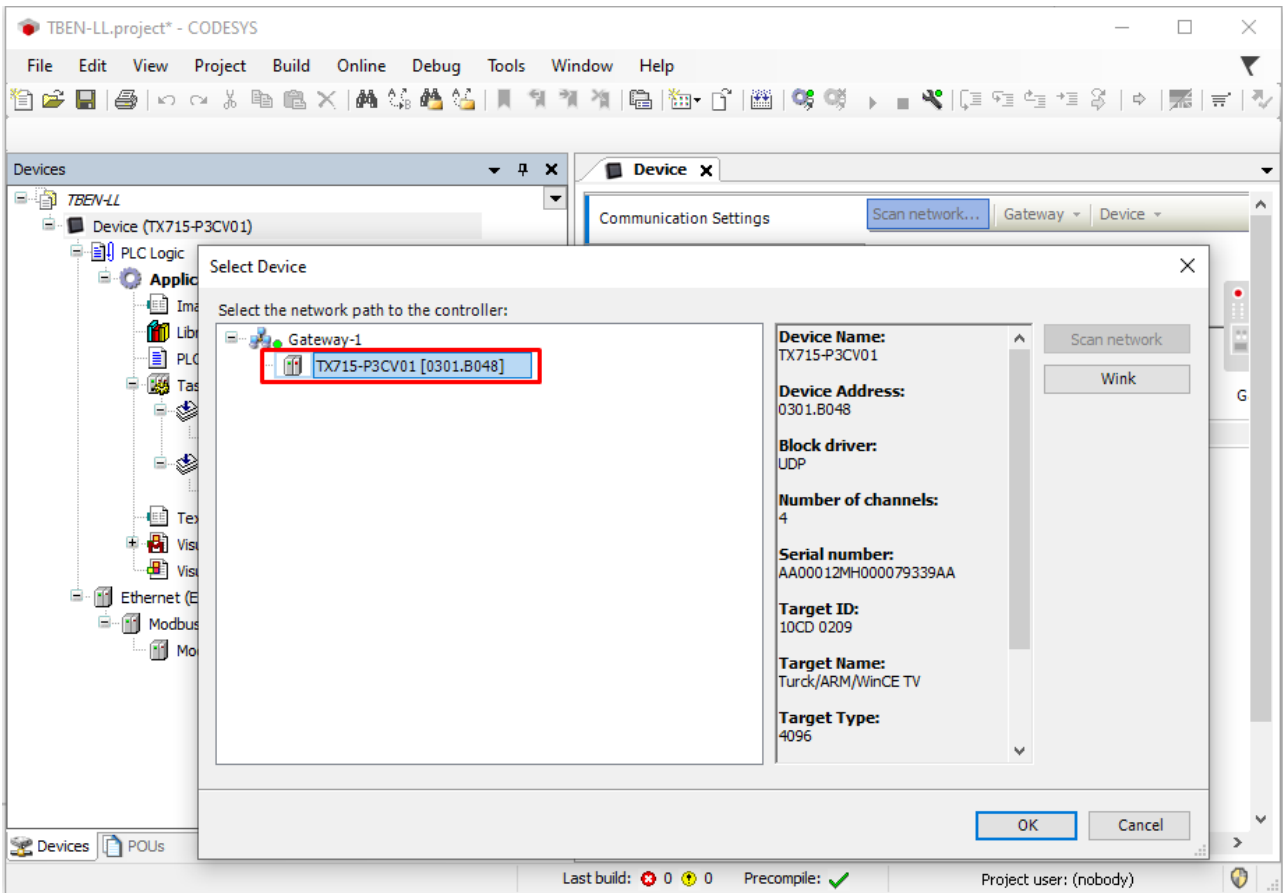 TBEN-LL.project* - CODESYS
File Edit View Project Build Online Debug Tools Window Help
Devices
Device
TBEN-LL
Device (TX715-P3CV01)
Communication Settings
Scan network...
Gateway
Device
PLC Logic
Applic
Ima
Libr
PLC
Tas
Tex
Visu
Visu
Ethernet (E
Modbus
Mo
Select Device
Select the network path to the controller:
Gateway-1
TX715-P3CV01 [0301.B048]
Device Name:
TX715-P3CV01
Device Address:
0301.B048
Block driver:
UDP
Number of channels:
4
Serial number:
AA00012MH000079339AA
Target ID:
10CD 0209
Target Name:
Turck/ARM/WinCE TV
Target Type:
4096
Scan network
Wink
G
OK
Cancel
Devices
POUs
Last build: 0 0 Precompile:
Project user: (nobody)